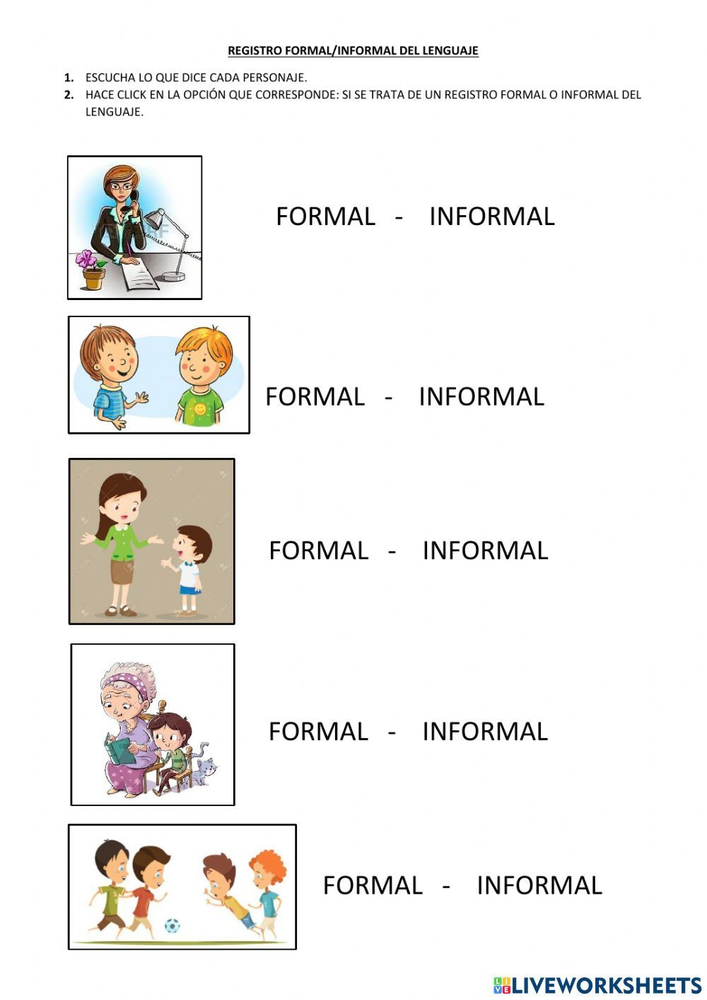 REGISTRO FORMAL/INFORMAL DEL LENGUAJE
1. ESCUCHA LO QUE DICE CADA PERSONAJE.
2. HACE CLICK EN LA OPCIÓN QUE CORRESPONDE: SI SE TRATA DE UN REGISTRO FORMAL O INFORMAL DEL
LENGUAJE.
FORMAL - INFORMAL
FORMAL - INFORMAL
FORMAL - INFORMAL
FORMAL - INFORMAL
FORMAL - INFORMAL
LIVE LIVEWORKSHEETS